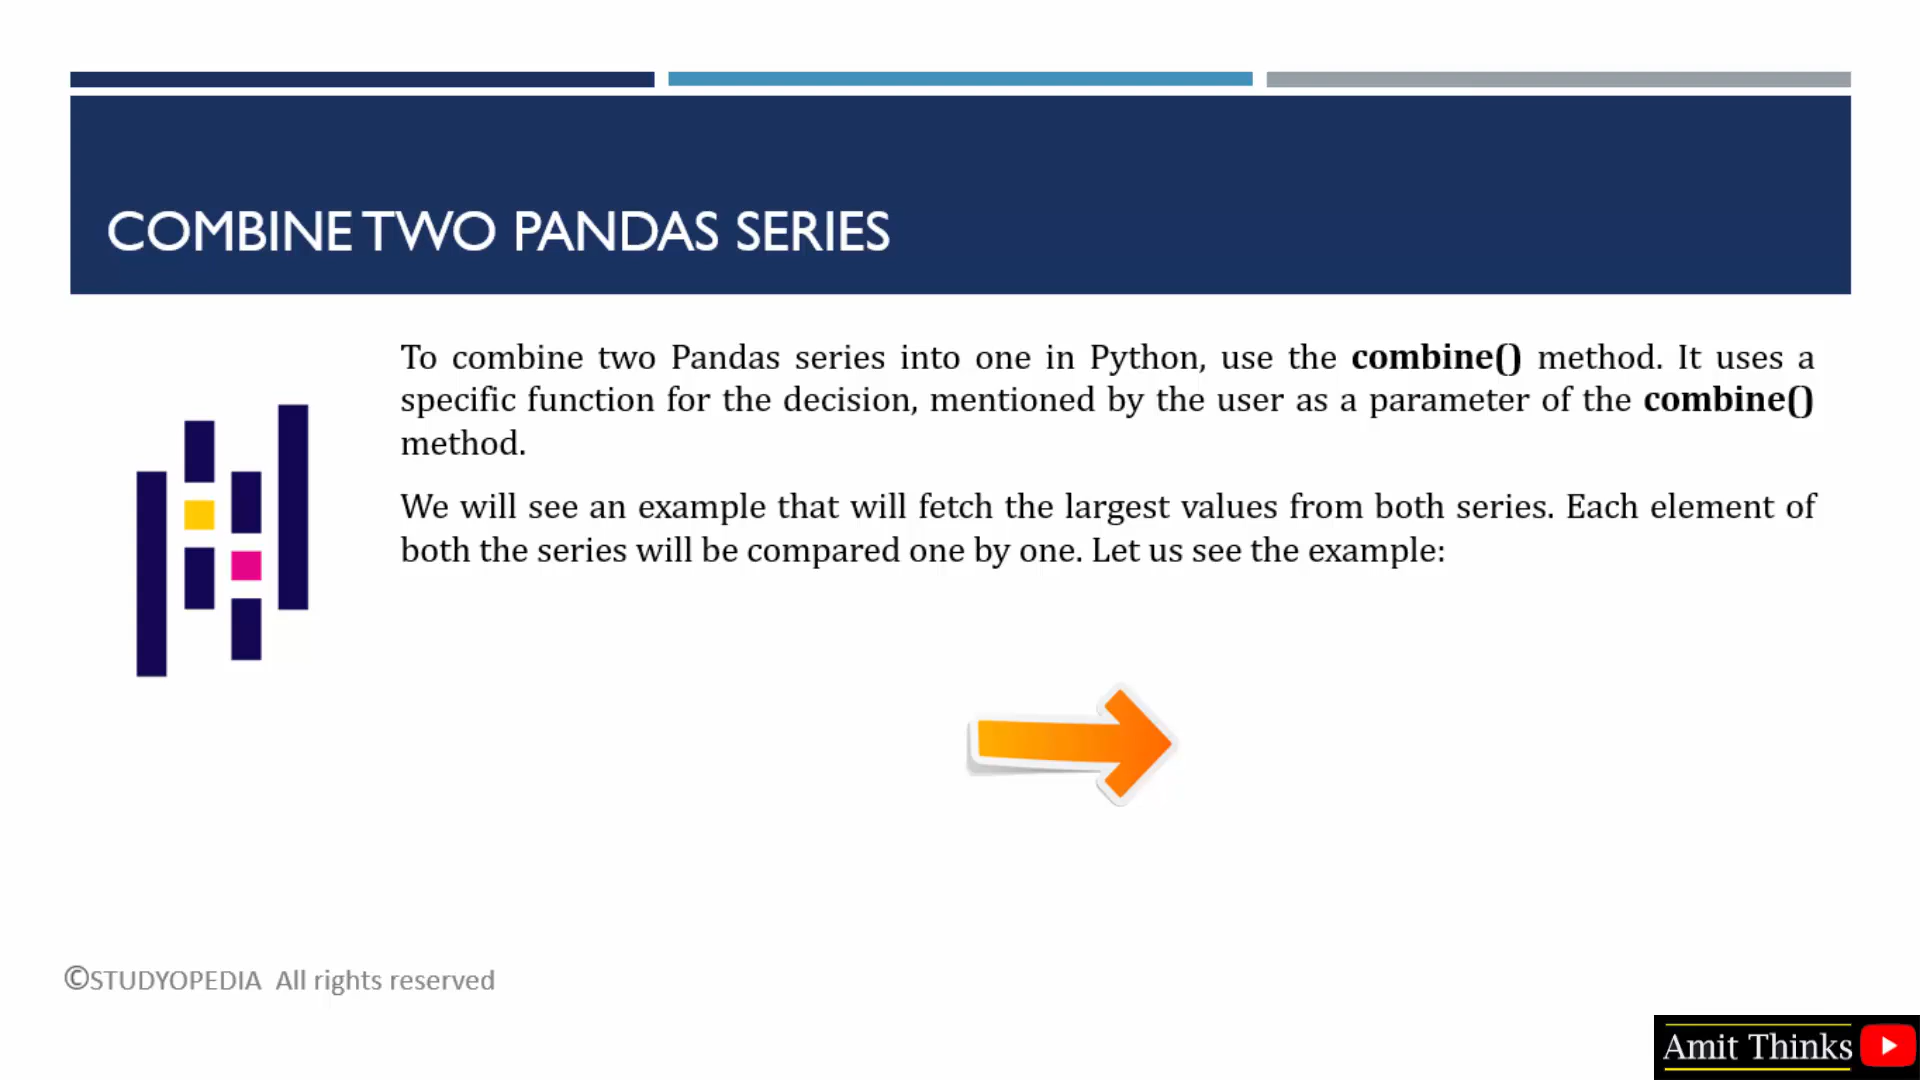 COMBINE TWO PANDAS SERIES
To combine two Pandas series into one in Python, use the combine() method. It uses a
specific function for the decision, mentioned by the user as a parameter of the combine()
method.
We will see an example that will fetch the largest values from both series. Each element of
both the series will be compared one by one. Let us see the example:
©STUDYOPEDIA All rights reserved
Amit Thinks